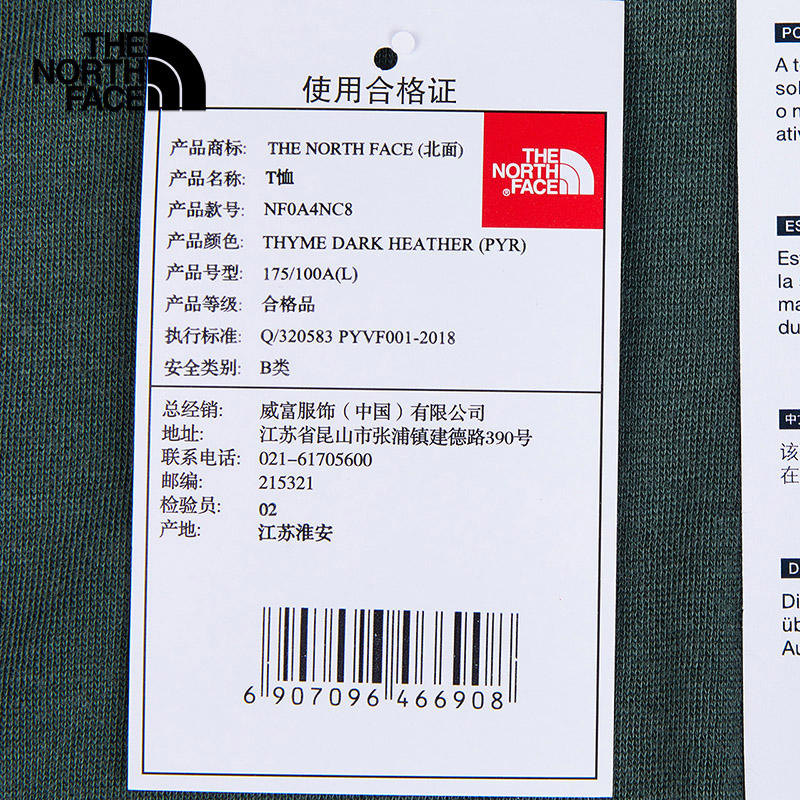 THE
NORTH
FACE
使用合格证
产品商标: THE NORTH FACE (北面)
产品名称: T恤
产品款号: NF0A4NC8
产品颜色: THYME DARK HEATHER (PYR)
产品号型: 175/100A(L)
产品等级: 合格品
执行标准: Q/320583 PYVF001-2018
安全类别: B类
THE
NORTH
®FACE
总经销: 威富服饰（中国）有限公司
地址: 江苏省昆山市张浦镇建德路390号
联系电话: 021-61705600
邮编: 215321
检验员: 02
产地: 江苏淮安
6 907096 466908
A
o
ES
la
du
该
在